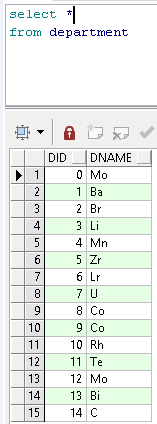 select *
from department
DID DNAME
1 0 Mo
2 1 Ba
3 2 Br
4 3 Li
5 4 Mn
6 5 Zr
7 6 Lr
8 7 U
9 8 Co
10 9 Co
11 10 Rh
12 11 Te
13 12 Mo
14 13 Bi
15 14 C